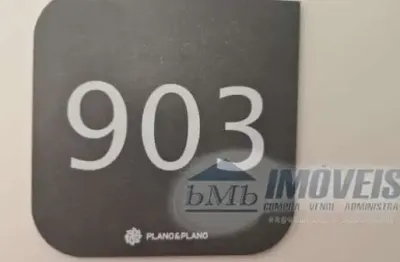 903
bMb IMÓVEIS
COMPRA VENDE ADMINISTRA
PLANO&PLANO